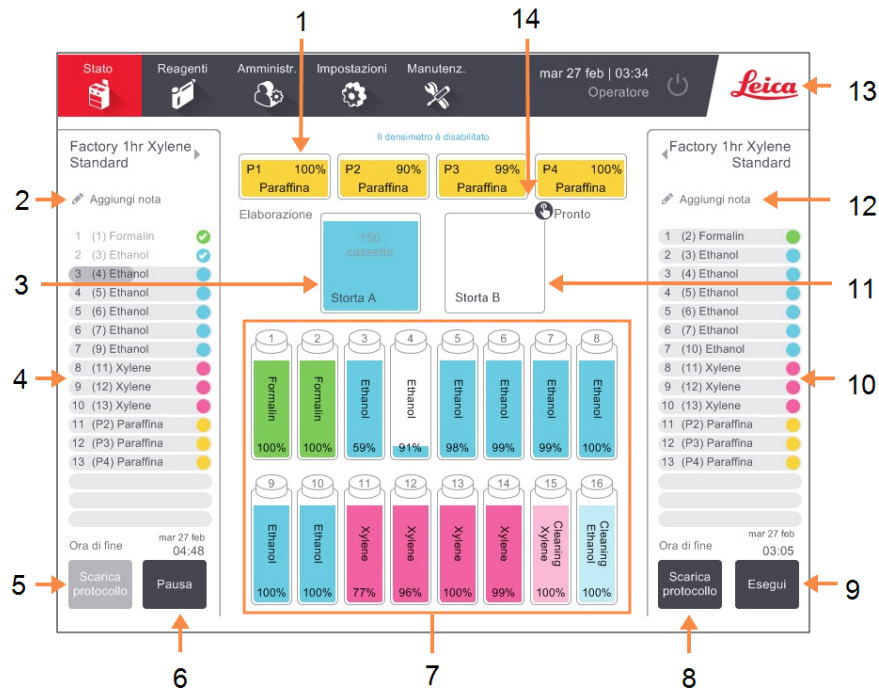 1
14
Stato
Reagenti
Amministr.
Impostazioni
Manutenz.
mar 27 feb | 03:34
Operatore
Leica
13
Il densimetro è disabilitato
Factory 1hr Xylene
Standard
P1 100%
Paraffina
P2 90%
Paraffina
P3 99%
Paraffina
P4 100%
Paraffina
Factory 1hr Xylene
Standard
2
Aggiungi nota
Elaborazione
Pronto
Aggiungi nota
12
1 (1) Formalin
2 (3) Ethanol
3 (4) Ethanol
4 (5) Ethanol
5 (6) Ethanol
6 (7) Ethanol
7 (9) Ethanol
8 (11) Xylene
9 (12) Xylene
10 (13) Xylene
11 (P2) Paraffina
12 (P3) Paraffina
13 (P4) Paraffina
3
4
150
cassette
Storta A
Storta B
11
1 (2) Formalin
2 (3) Ethanol
3 (4) Ethanol
4 (5) Ethanol
5 (6) Ethanol
6 (7) Ethanol
7 (10) Ethanol
8 (11) Xylene
9 (12) Xylene
10 (13) Xylene
11 (P2) Paraffina
12 (P3) Paraffina
13 (P4) Paraffina
10
1 2 3 4 5 6 7 8
Formalin Formalin Ethanol Ethanol Ethanol Ethanol Ethanol Ethanol
100% 100% 59% 91% 98% 99% 99% 100%
9 10 11 12 13 14 15 16
Ethanol Ethanol Xylene Xylene Xylene Xylene Cleaning Xylene Cleaning Ethanol
100% 100% 77% 96% 100% 99% 100% 100%
Ora di fine
mar 27 feb
04:48
Ora di fine
mar 27 feb
03:05
5
Scarica
protocollo
Pausa
Scarica
protocollo
Esegui
9
6
7
8